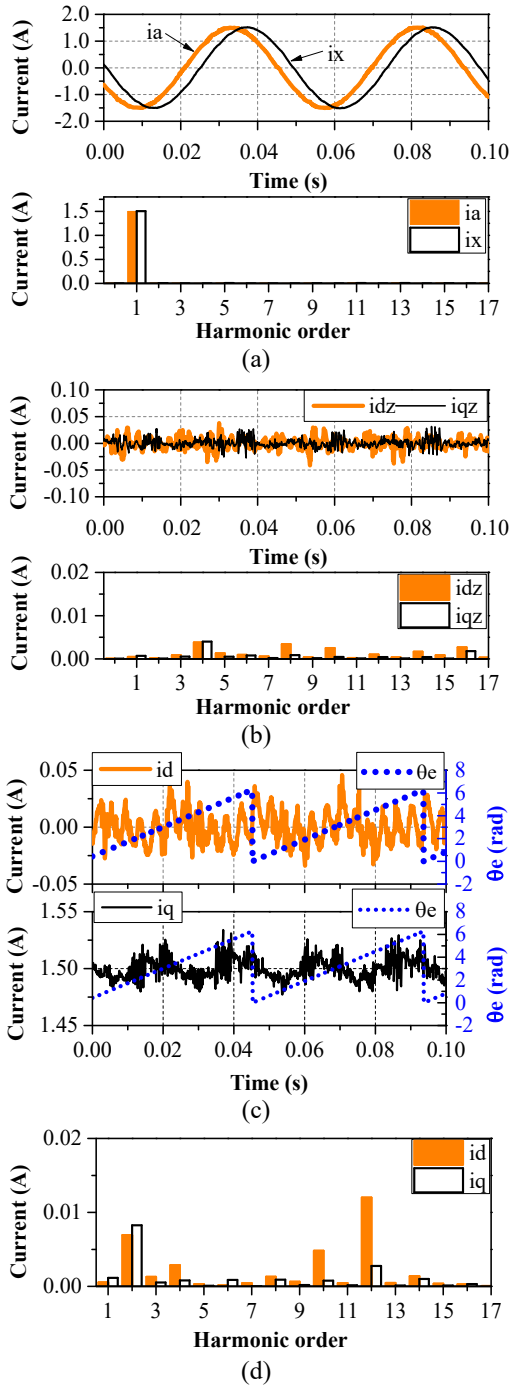 2.0
1.0
0.0
-1.0
-2.0
Current (A)
ia
ix
0.00 0.02 0.04 0.06 0.08 0.10
Time (s)
1.5
1.0
0.5
0.0
Current (A)
ia
ix
1 3 5 7 9 11 13 15 17
Harmonic order
(a)
0.10
0.05
0.00
-0.05
-0.10
Current (A)
idz iqz
0.00 0.02 0.04 0.06 0.08 0.10
Time (s)
0.02
0.01
0.00
Current (A)
idz
iqz
1 3 5 7 9 11 13 15 17
Harmonic order
(b)
0.05
0.00
-0.05
Current (A)
id
θe
8
6
4
2
0
-2
θe (rad)
1.55
1.50
1.45
Current (A)
iq
θe
8
6
4
2
0
-2
θe (rad)
0.00 0.02 0.04 0.06 0.08 0.10
Time (s)
(c)
0.02
0.01
0.00
Current (A)
id
iq
1 3 5 7 9 11 13 15 17
Harmonic order
(d)